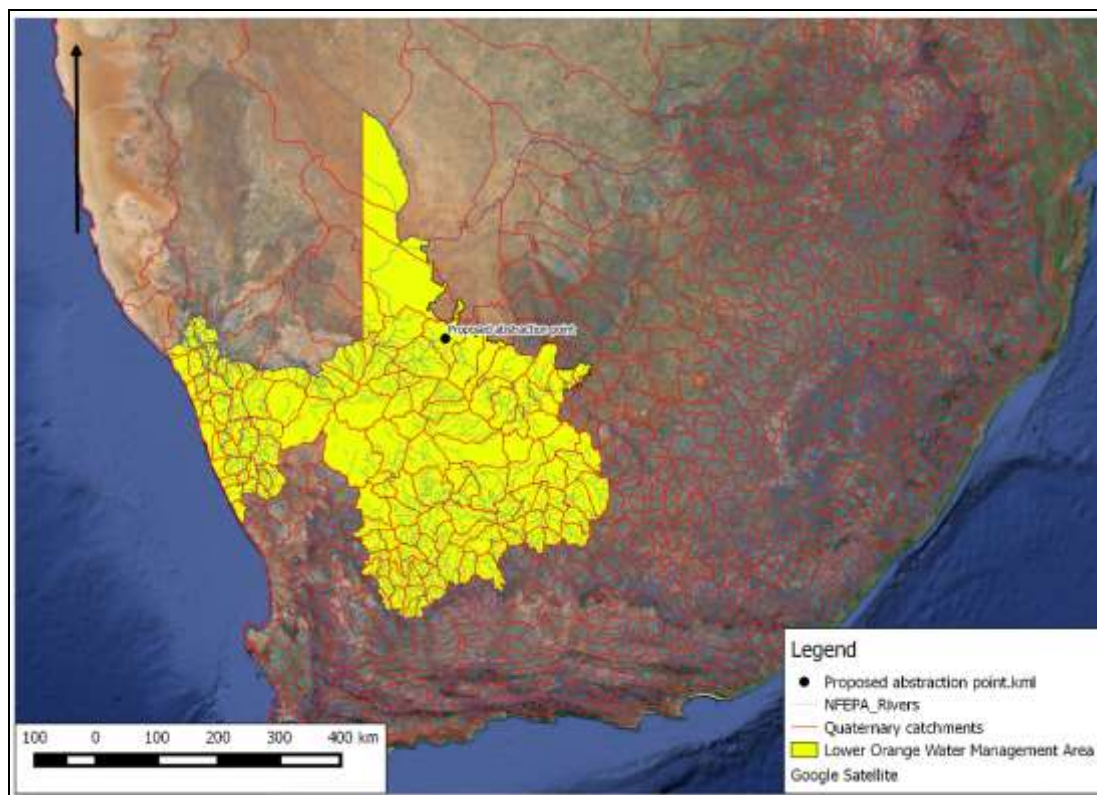 Proposed abstraction point
Legend
Proposed abstraction point.kml
NFEPA_Rivers
Quaternary catchments
Lower Orange Water Management Area
Google Satellite
100 0 100 200 300 400 km